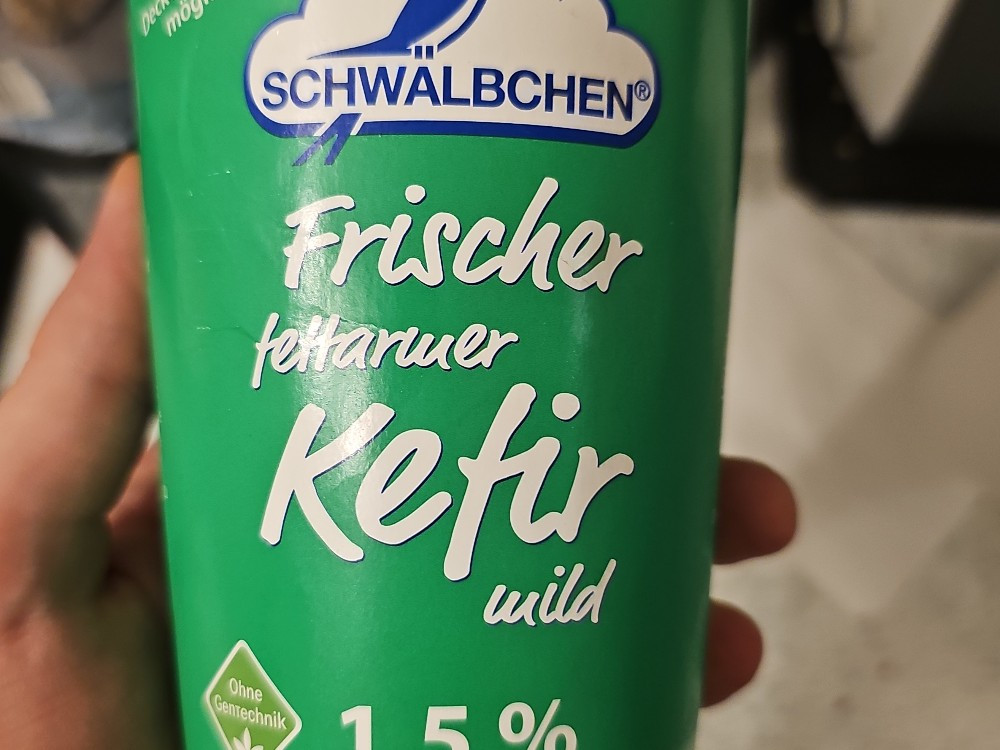 SCHWÄLBCHEN®
Frischer
fettarmer
Kefir
mild
Ohne
Gentechnik
1,5 %